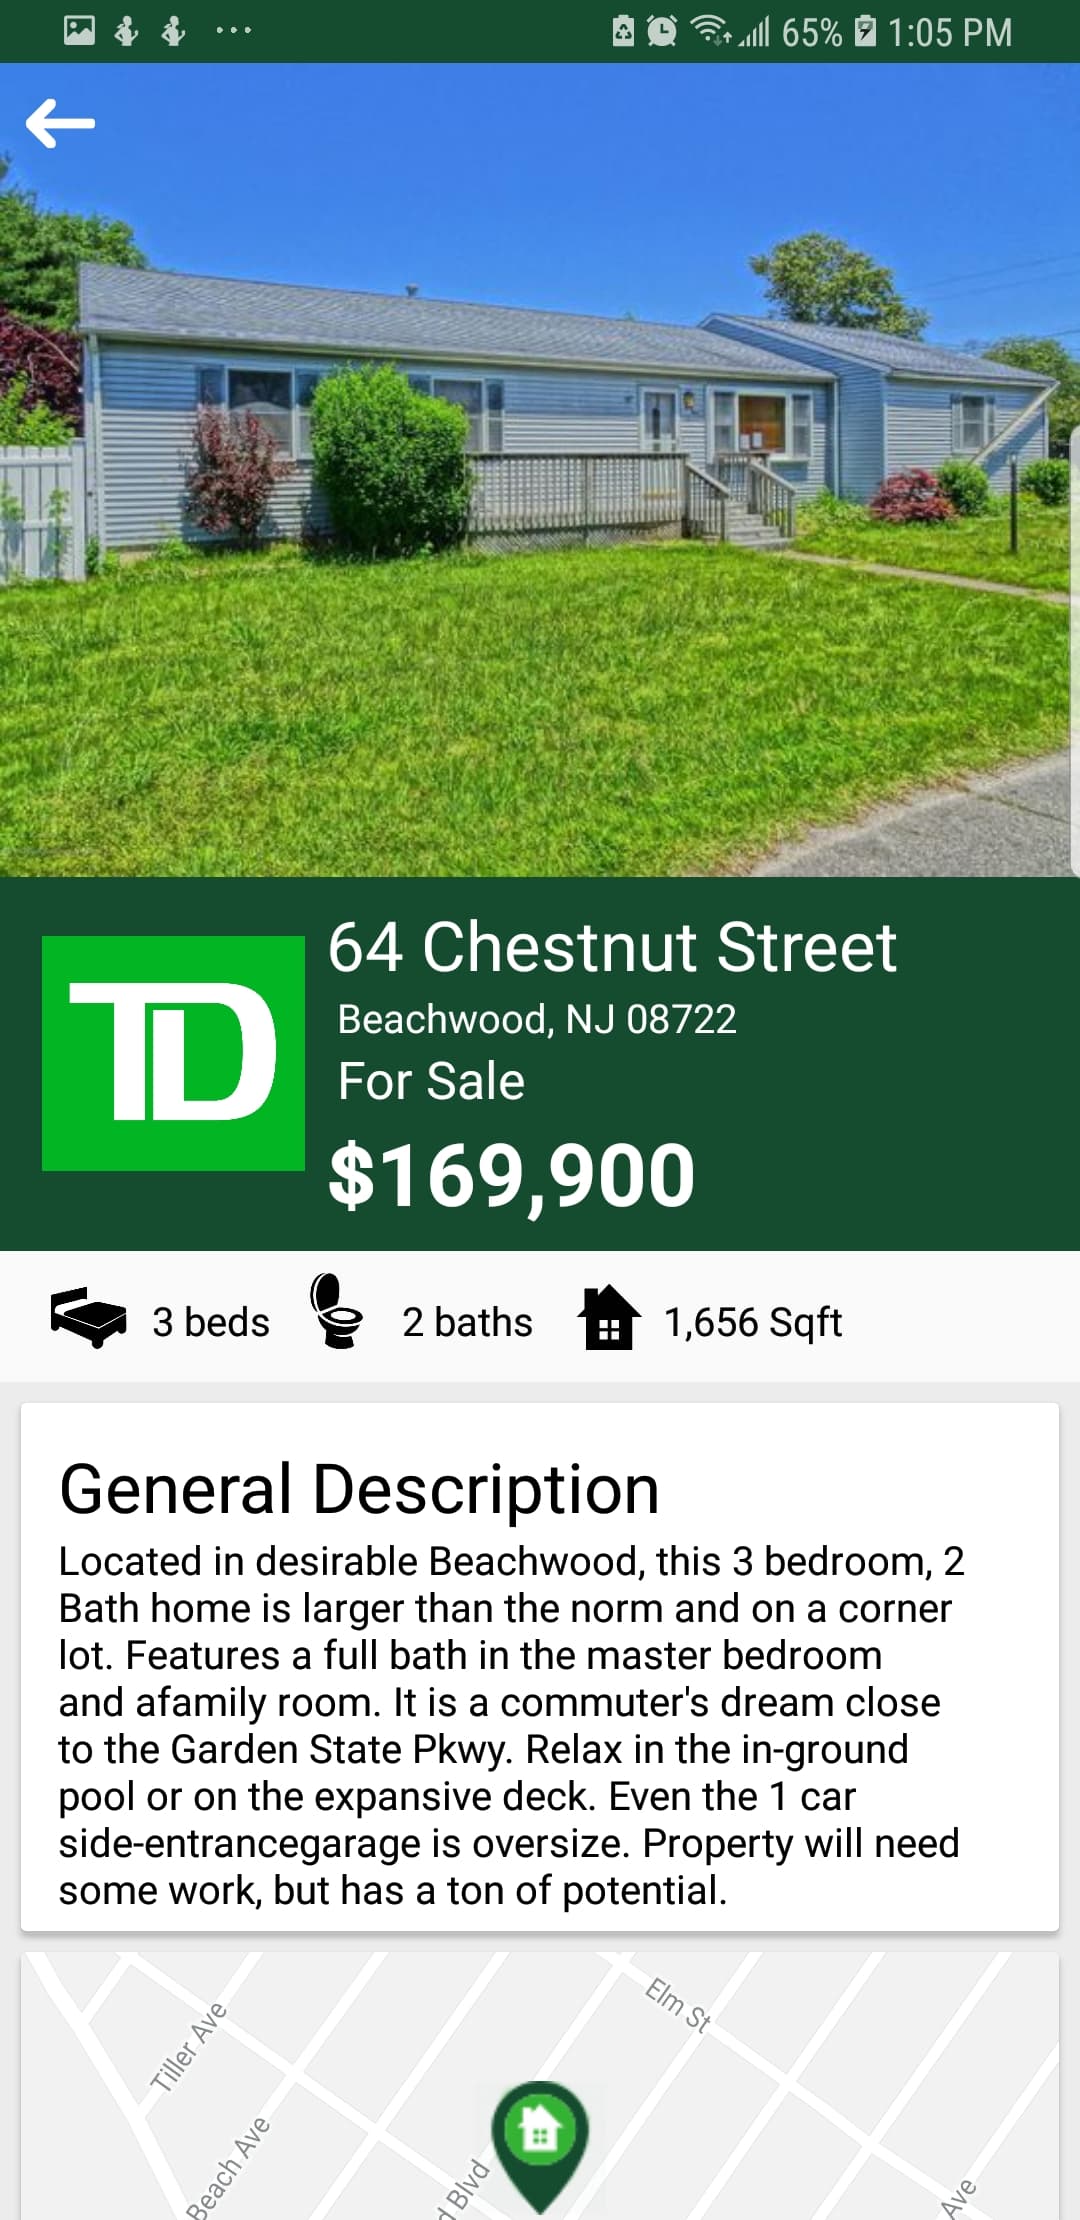 65% 1:05 PM
64 Chestnut Street
TD
Beachwood, NJ 08722
For Sale
$169,900
3 beds 2 baths 1,656 Sqft
General Description
Located in desirable Beachwood, this 3 bedroom, 2
Bath home is larger than the norm and on a corner
lot. Features a full bath in the master bedroom
and afamily room. It is a commuter's dream close
to the Garden State Pkwy. Relax in the in-ground
pool or on the expansive deck. Even the 1 car
side-entrancegarage is oversize. Property will need
some work, but has a ton of potential.
Elm St
Tiller Ave
Beach Ave
Blvd
Ave